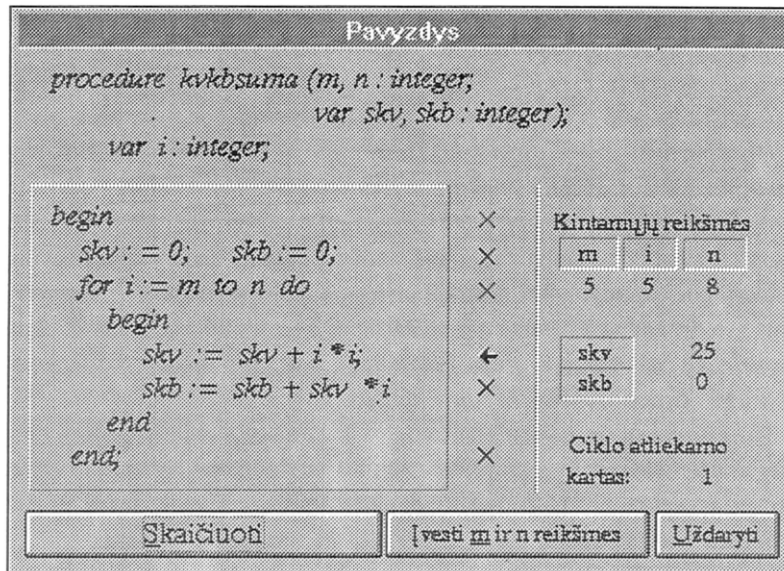 Pavyzdys
procedure kvkbsuma (m, n : integer;
var skv, skb : integer);
var i : integer;
begin
skv : = 0; skb := 0;
for i := m to n do
begin
skv := skv + i * i;
skb := skb + skv * i
end
end;
Kintamųjų reikšmes
m i n
5 5 8
skv 25
skb 0
Ciklo atliekamo
kartas: 1
Skaičiuoti Įvesti m ir n reikšmes Uždaryti